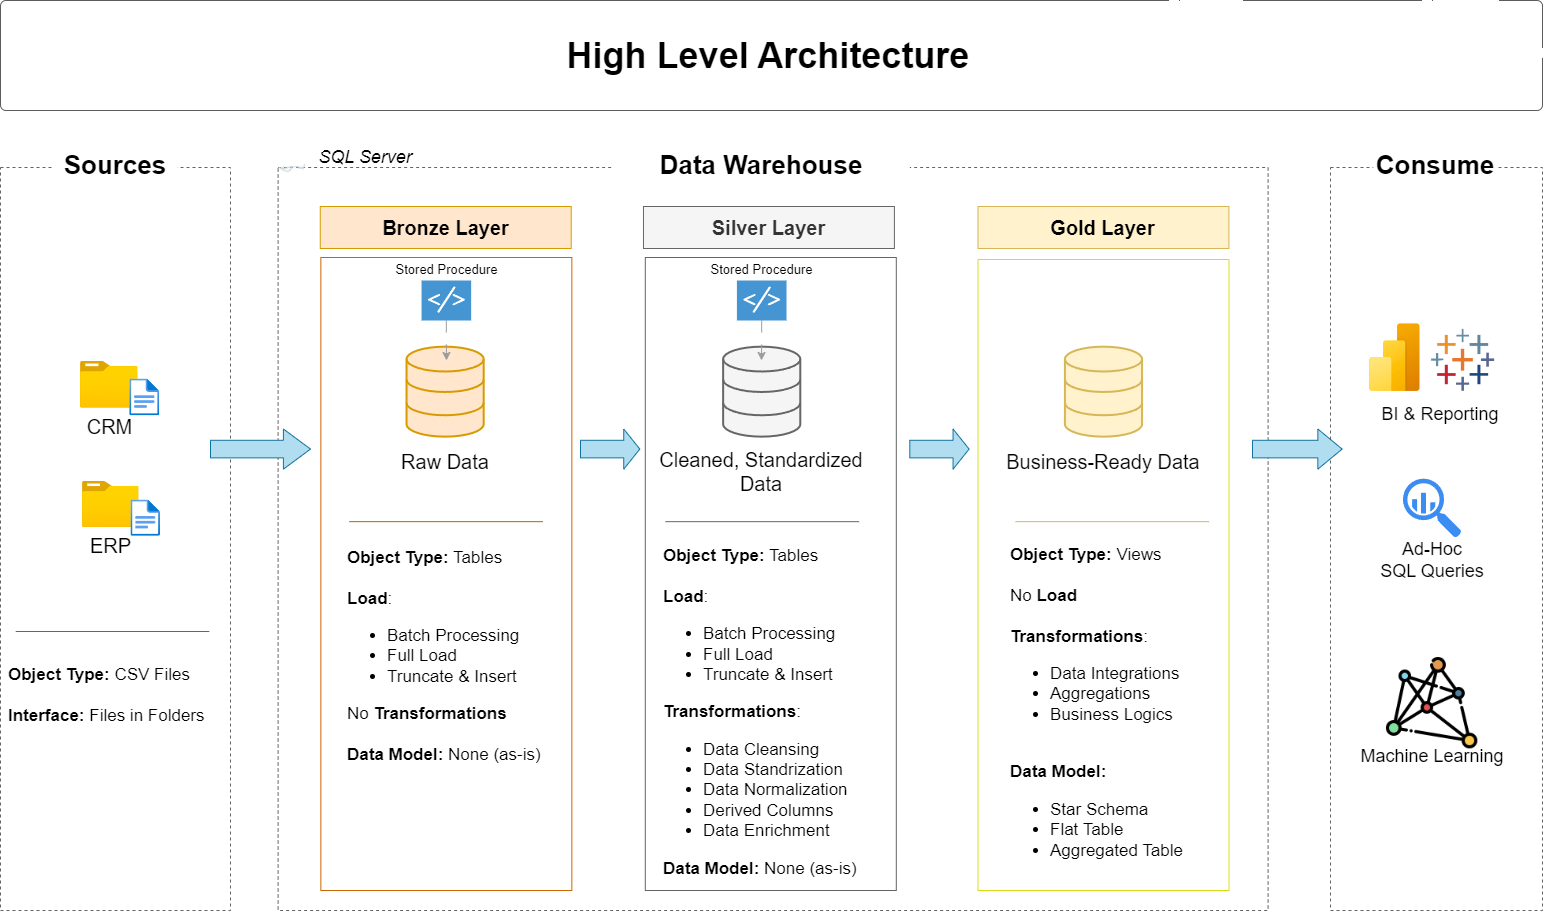 High Level Architecture
Sources
CRM
ERP
Object Type: CSV Files
Interface: Files in Folders
SQL Server
Data Warehouse
Bronze Layer
Stored Procedure
</>
Raw Data
Object Type: Tables
Load:
• Batch Processing
• Full Load
• Truncate & Insert
No Transformations
Data Model: None (as-is)
Silver Layer
Stored Procedure
</>
Cleaned, Standardized
Data
Object Type: Tables
Load:
• Batch Processing
• Full Load
• Truncate & Insert
Transformations:
• Data Cleansing
• Data Standrization
• Data Normalization
• Derived Columns
• Data Enrichment
Data Model: None (as-is)
Gold Layer
Business-Ready Data
Object Type: Views
No Load
Transformations:
• Data Integrations
• Aggregations
• Business Logics
Data Model:
• Star Schema
• Flat Table
• Aggregated Table
Consume
BI & Reporting
Ad-Hoc
SQL Queries
Machine Learning